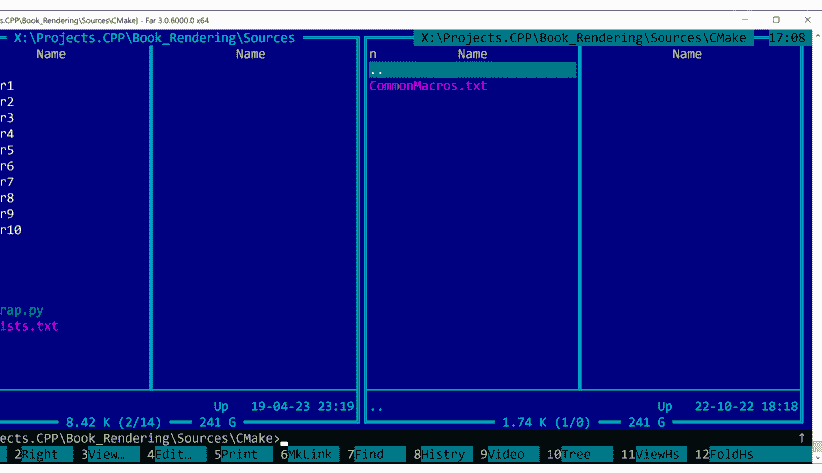 s.CPP\Book_Rendering\Sources\CMake} - Far 3.0.6000.0 x64
X:\Projects.CPP\Book_Rendering\Sources X:\Projects.CPP\Book_Rendering\Sources\CMake 17:08
Name Name n Name Name
..
r1 CommonMacros.txt
r2
r3
r4
r5
r6
r7
r8
r9
r10
rap.py
ists.txt
Up 19-04-23 23:19 .. Up 22-10-22 18:18
8.42 K (2/14) 241 G 1.74 K (1/0) 241 G
ects.CPP\Book_Rendering\Sources\CMake>
2Right 3View… 4Edit… 5Print 6MkLink 7Find 8Histry 9Video 10Tree 11ViewHs 12FoldHs